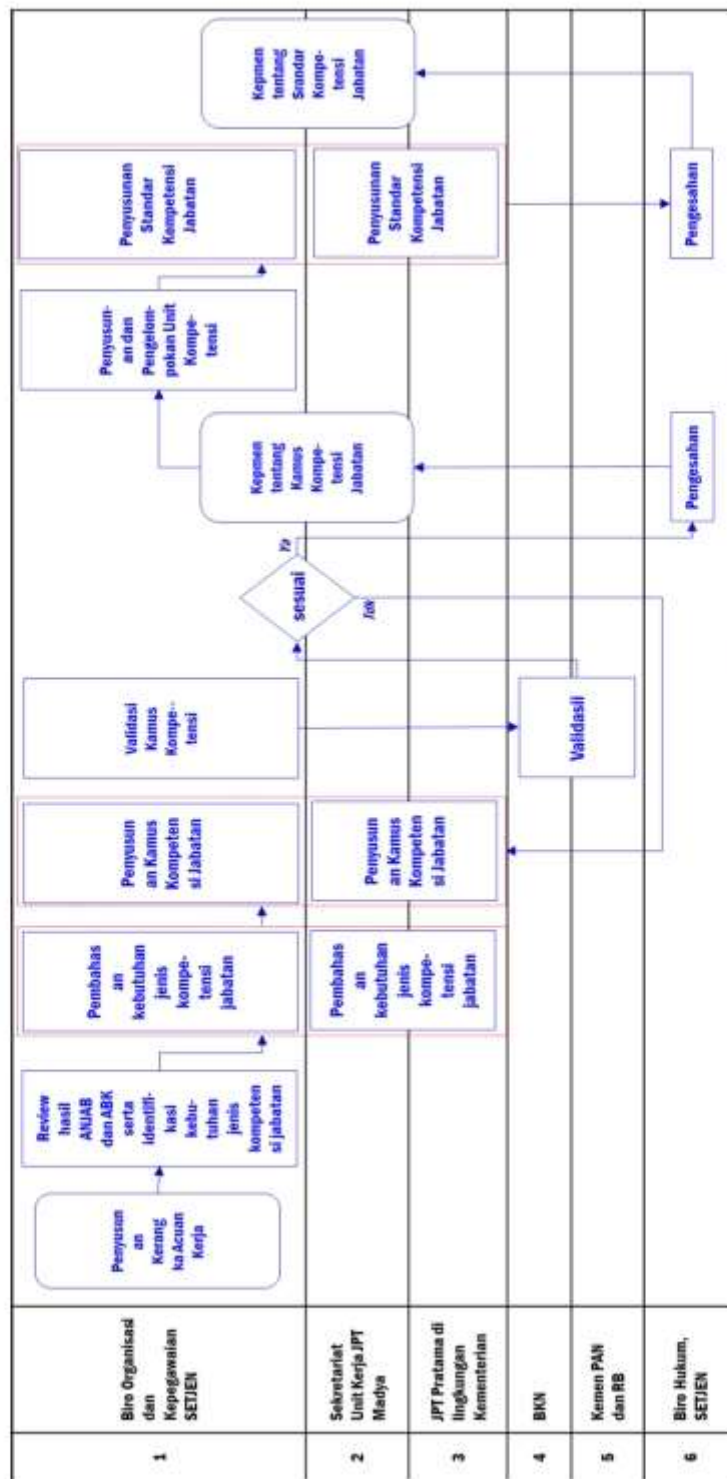 1
Biro Organisasi
dan
Kepegawaian
SETJEN
2
Sekretariat
Unit Kerja JPT
Madya
3
JPT Pratama di
lingkungan
Kementerian
4
BKN
5
Kemen PAN
dan RB
6
Biro Hukum,
SETJEN
Penyusun
an
Kerang
ka Acuan
Kerja
Review
hasil
ANJAB
dan ABK
serta
identifi-
kasi
kebu-
tuhan
jenis
kompeten
si jabatan
Pembahas
an
kebutuhan
jenis
kompe-
tensi
jabatan
Pembahas
an
kebutuhan
jenis
kompe-
tensi
jabatan
Penyusun
an Kamus
Kompeten
si Jabatan
Penyusun
an Kamus
Kompeten
si Jabatan
Validasi
Kamus
Kompe--
tensi
Validasii
sesuai
Ya
Tdk
Pengesahan
Kepmen
tentang
Kamus
Kompe-
tensi
Jabatan
Penyusun-
an dan
Pengelom-
pokan Unit
Kompe-
tensi
Penyusunan
Standar
Kompetensi
Jabatan
Penyusunan
Standar
Kompetensi
Jabatan
Pengesahan
Kepmen
tentang
Srandar
Kompe-
tensi
Jabatan